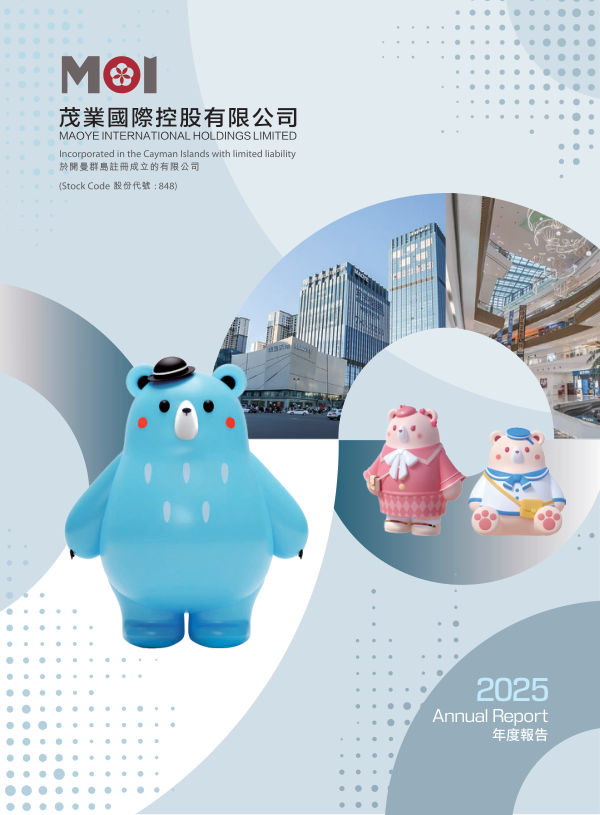 MOI
茂業國際控股有限公司
MAOYE INTERNATIONAL HOLDINGS LIMITED
Incorporated in the Cayman Islands with limited liability
於開曼群島註冊成立的有限公司
(Stock Code 股份代號 : 848)
2025
Annual Report
年度報告